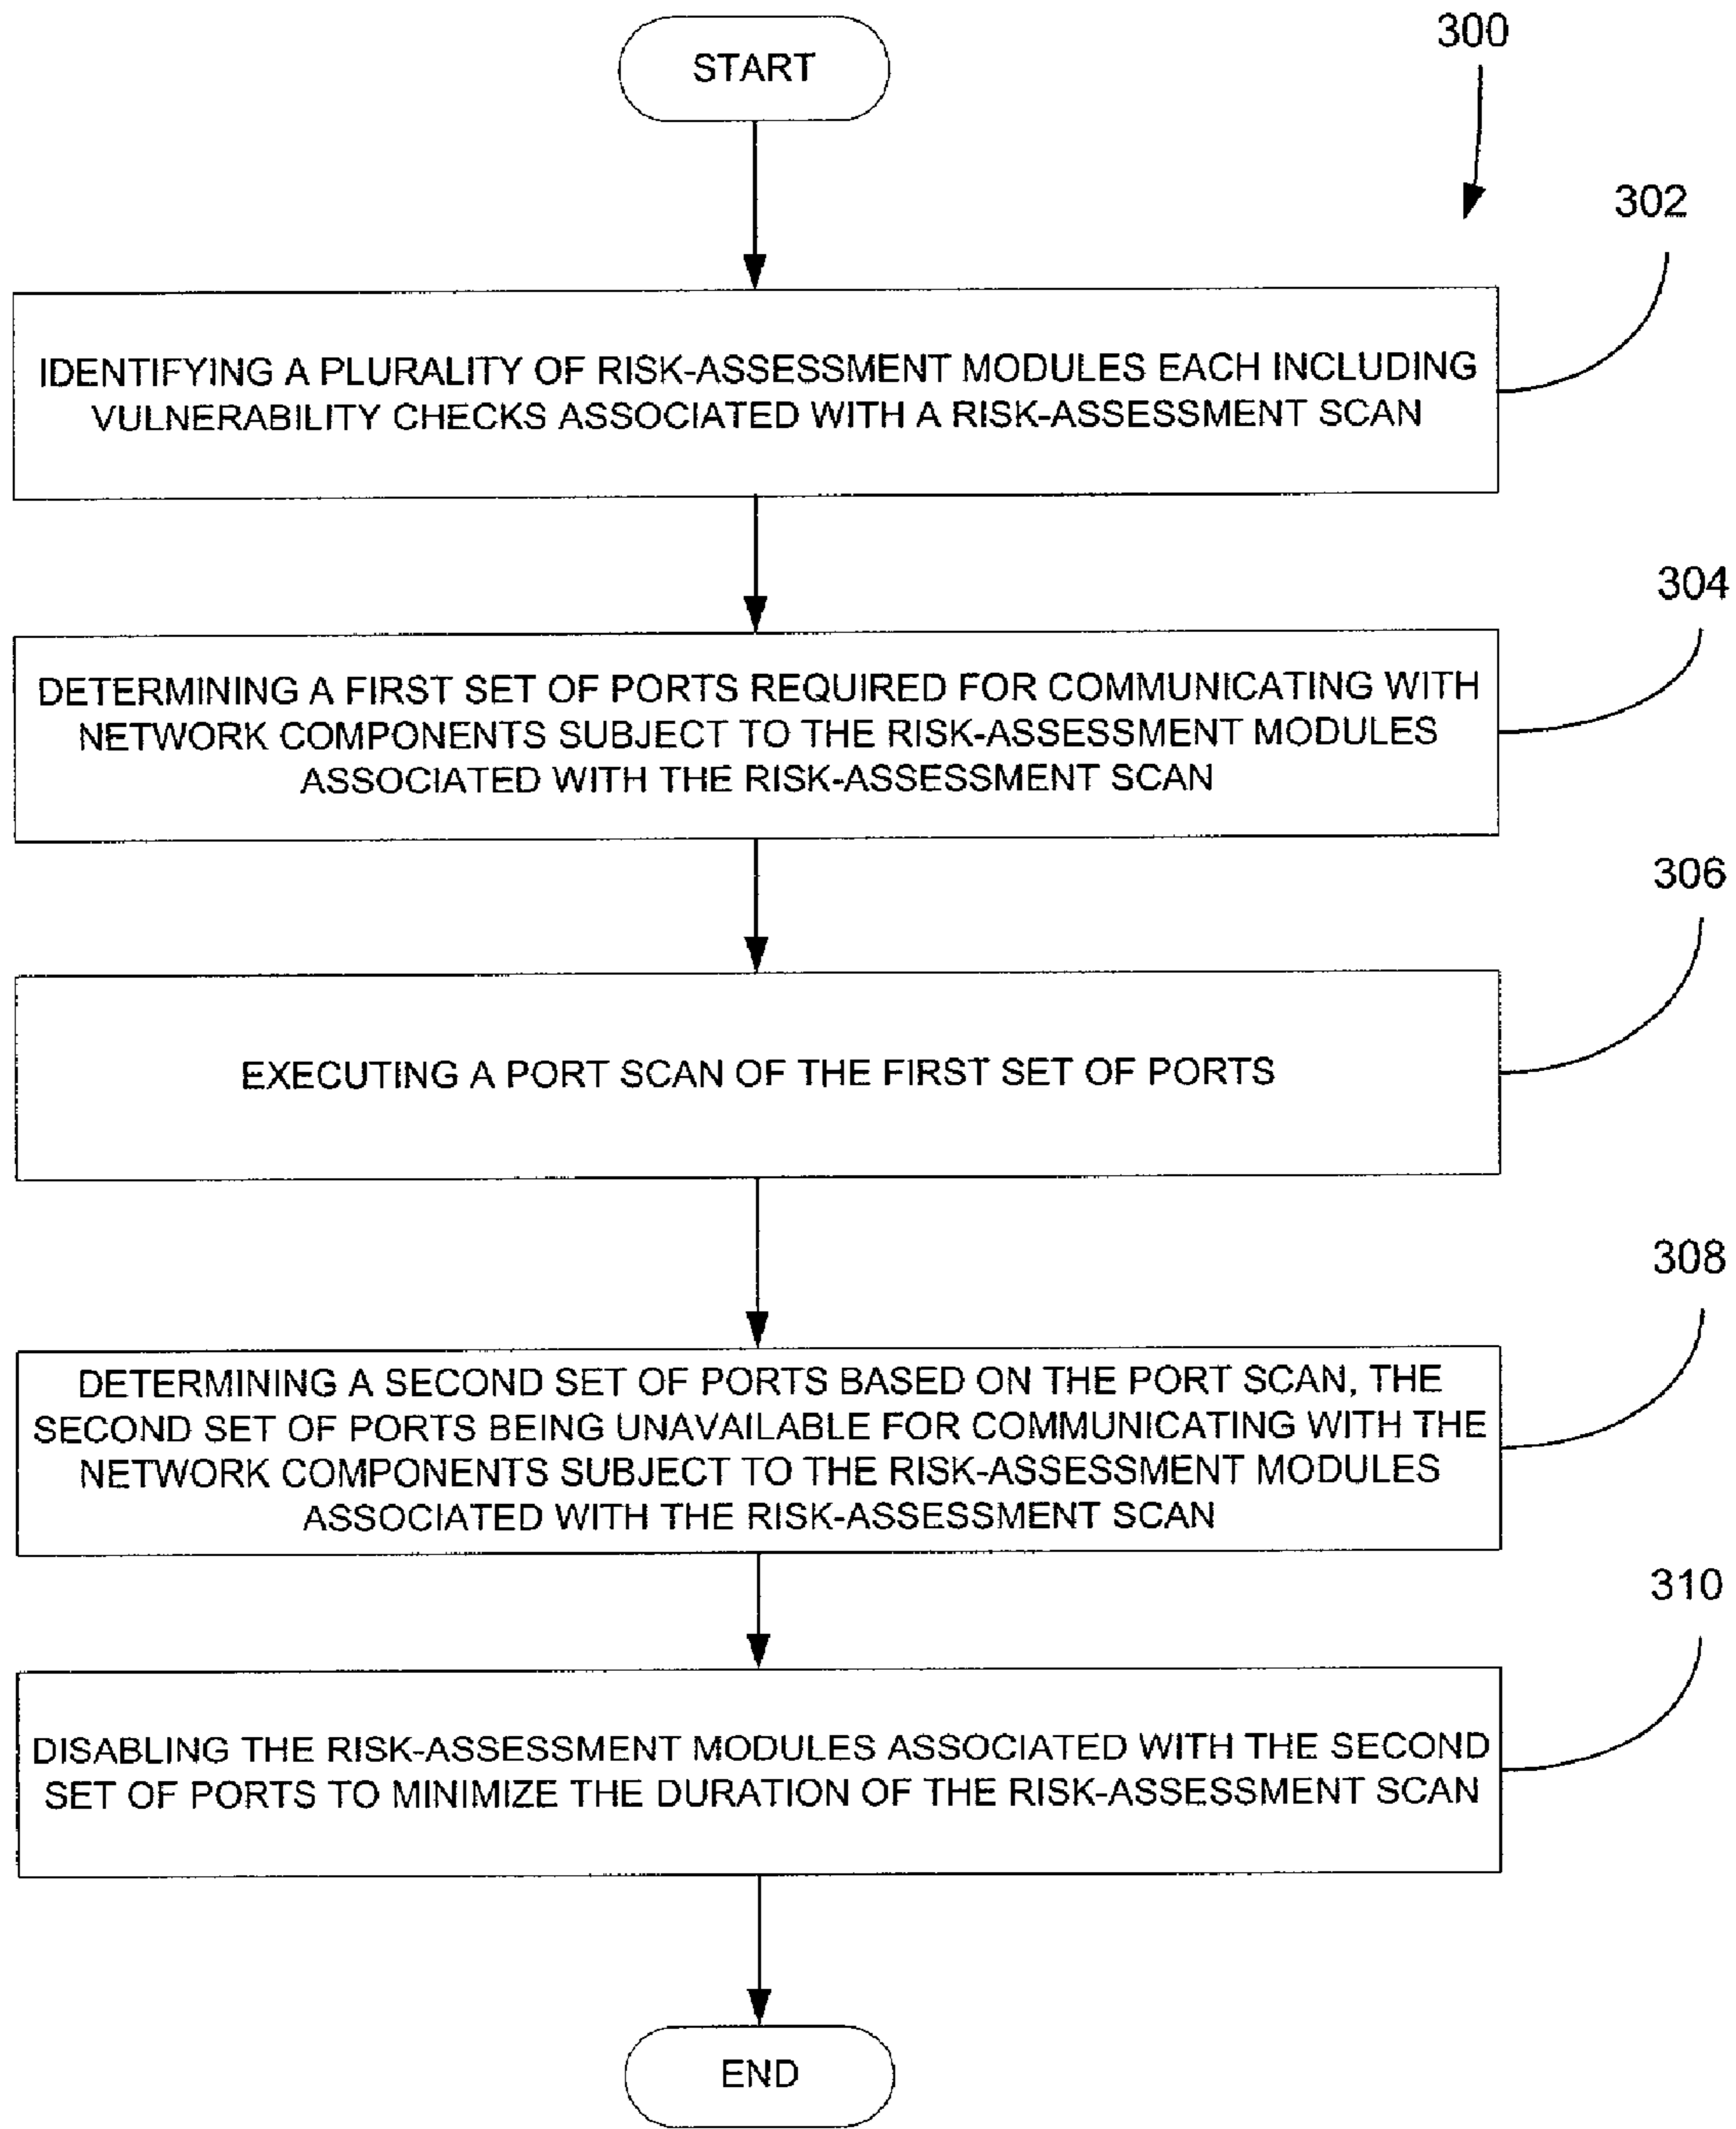 START
300
302
IDENTIFYING A PLURALITY OF RISK-ASSESSMENT MODULES EACH INCLUDING
VULNERABILITY CHECKS ASSOCIATED WITH A RISK-ASSESSMENT SCAN
304
DETERMINING A FIRST SET OF PORTS REQUIRED FOR COMMUNICATING WITH
NETWORK COMPONENTS SUBJECT TO THE RISK-ASSESSMENT MODULES
ASSOCIATED WITH THE RISK-ASSESSMENT SCAN
306
EXECUTING A PORT SCAN OF THE FIRST SET OF PORTS
308
DETERMINING A SECOND SET OF PORTS BASED ON THE PORT SCAN, THE
SECOND SET OF PORTS BEING UNAVAILABLE FOR COMMUNICATING WITH THE
NETWORK COMPONENTS SUBJECT TO THE RISK-ASSESSMENT MODULES
ASSOCIATED WITH THE RISK-ASSESSMENT SCAN
310
DISABLING THE RISK-ASSESSMENT MODULES ASSOCIATED WITH THE SECOND
SET OF PORTS TO MINIMIZE THE DURATION OF THE RISK-ASSESSMENT SCAN
END